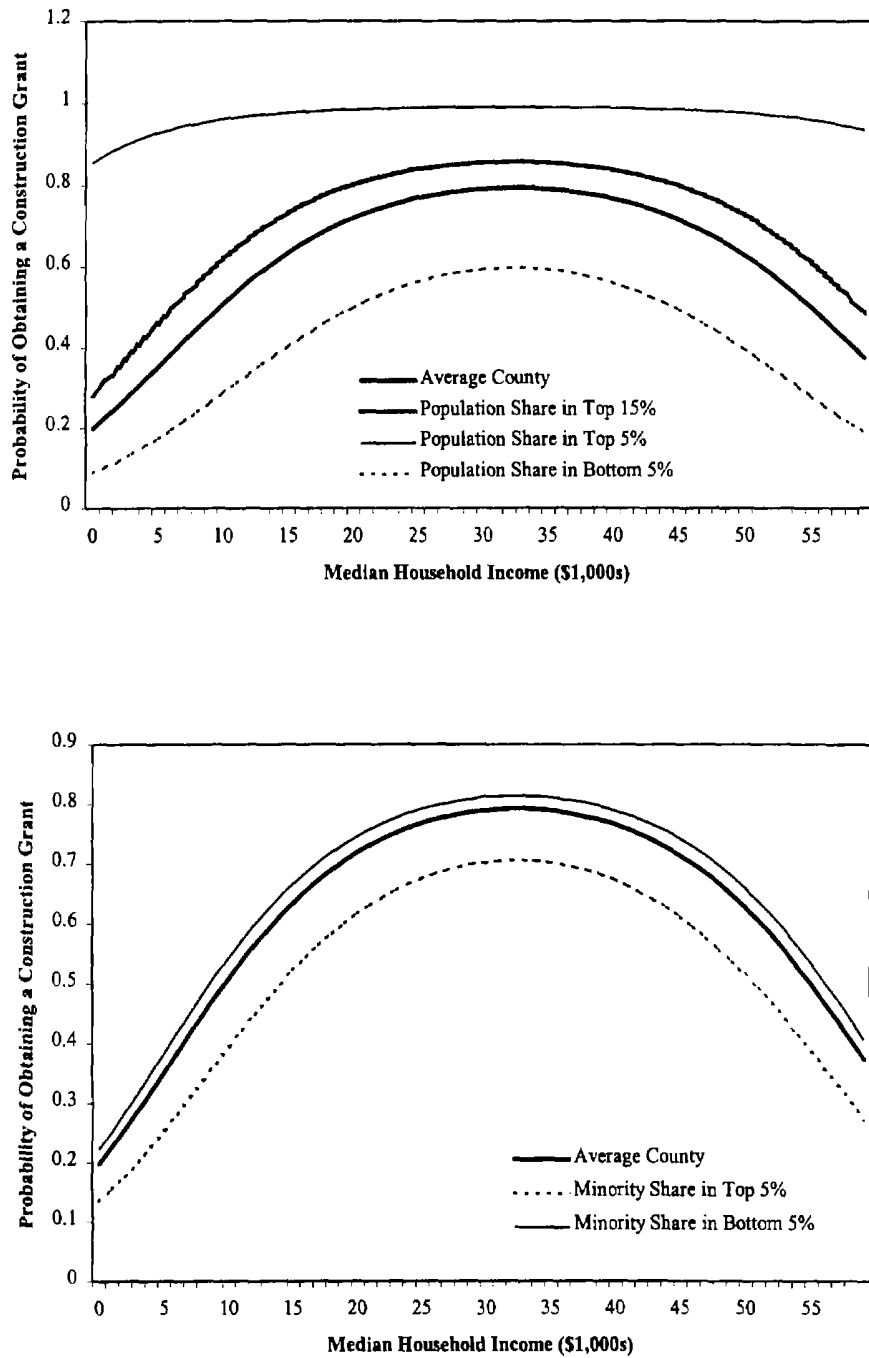 1.2
1
0.8
0.6
0.4
0.2
0
Probability of Obtaining a Construction Grant
Average County
Population Share in Top 15%
Population Share in Top 5%
Population Share in Bottom 5%
0 5 10 15 20 25 30 35 40 45 50 55
Median Household Income ($1,000s)
0.9
0.8
0.7
0.6
0.5
0.4
0.3
0.2
0.1
0
Probability of Obtaining a Construction Grant
Average County
Minority Share in Top 5%
Minority Share in Bottom 5%
0 5 10 15 20 25 30 35 40 45 50 55
Median Household Income ($1,000s)